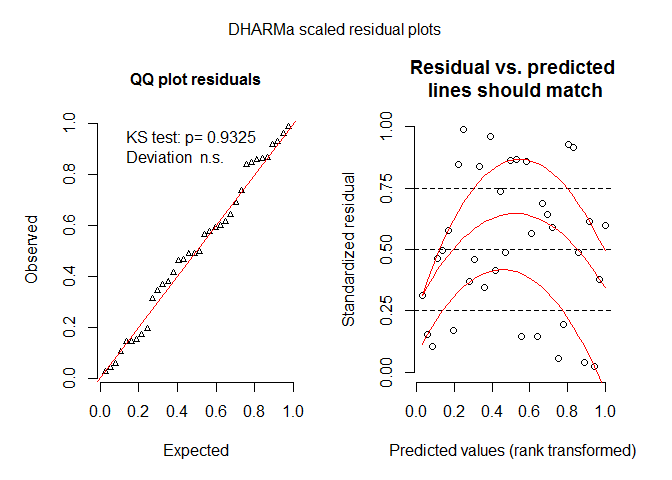 DHARMa scaled residual plots
QQ plot residuals
KS test: p= 0.9325
Deviation n.s.
Observed
0.0 0.2 0.4 0.6 0.8 1.0
0.0 0.2 0.4 0.6 0.8 1.0
Expected
Residual vs. predicted
lines should match
Standardized residual
0.00 0.25 0.50 0.75 1.00
0.0 0.2 0.4 0.6 0.8 1.0
Predicted values (rank transformed)